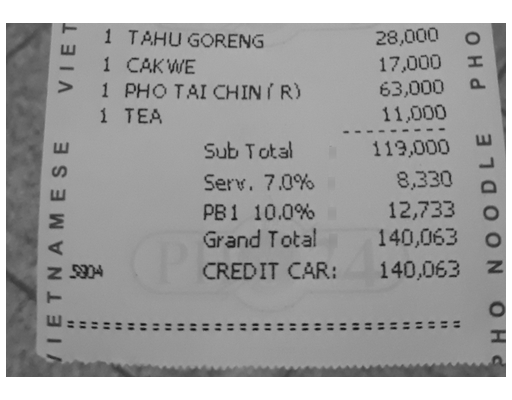 1 TAHU GORENG 28,000
1 CAKWE 17,000
1 PHO TAI CHIN( R) 63,000
1 TEA 11,000
Sub Total 119,000
Serv. 7.0% 8,330
PB1 10.0% 12,733
Grand Total 140,063
5904 CREDIT CAR: 140,063
VIETNAMESE
VIET
PHO NOODLE
PHO